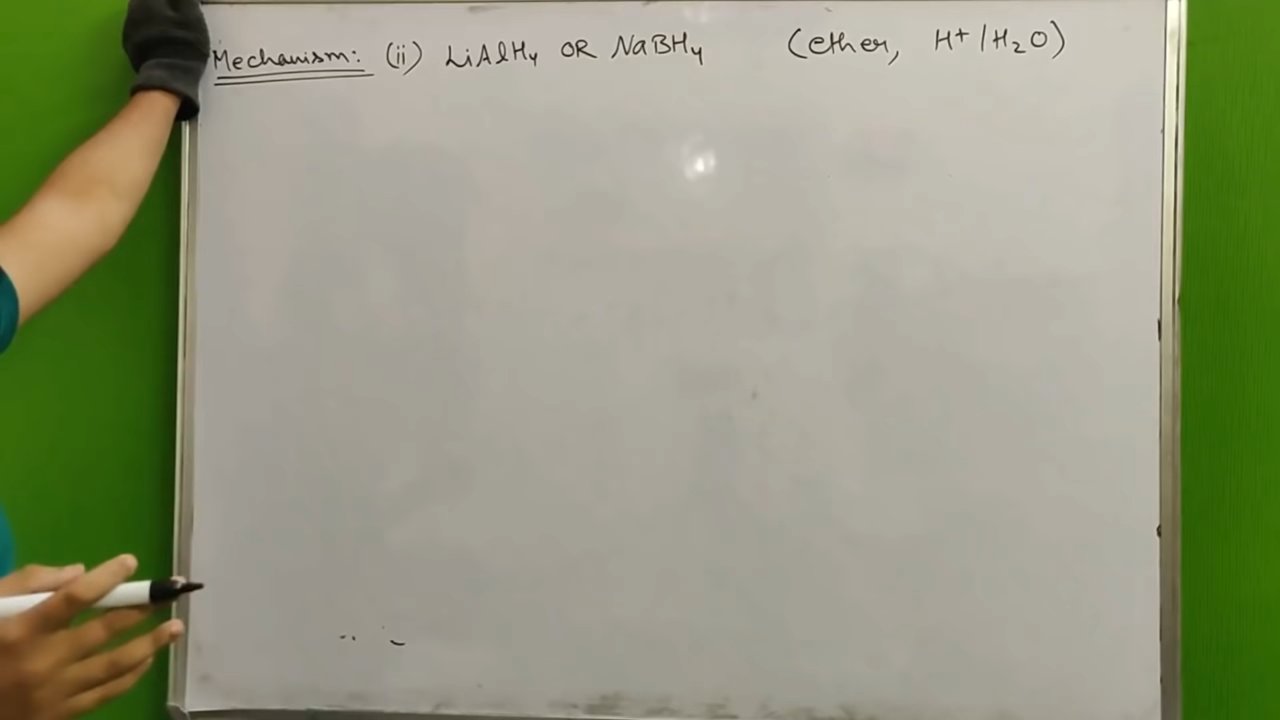 Mechanism: (ii) LiAlH₄ OR NaBH₄ (ether, H⁺/H₂O)